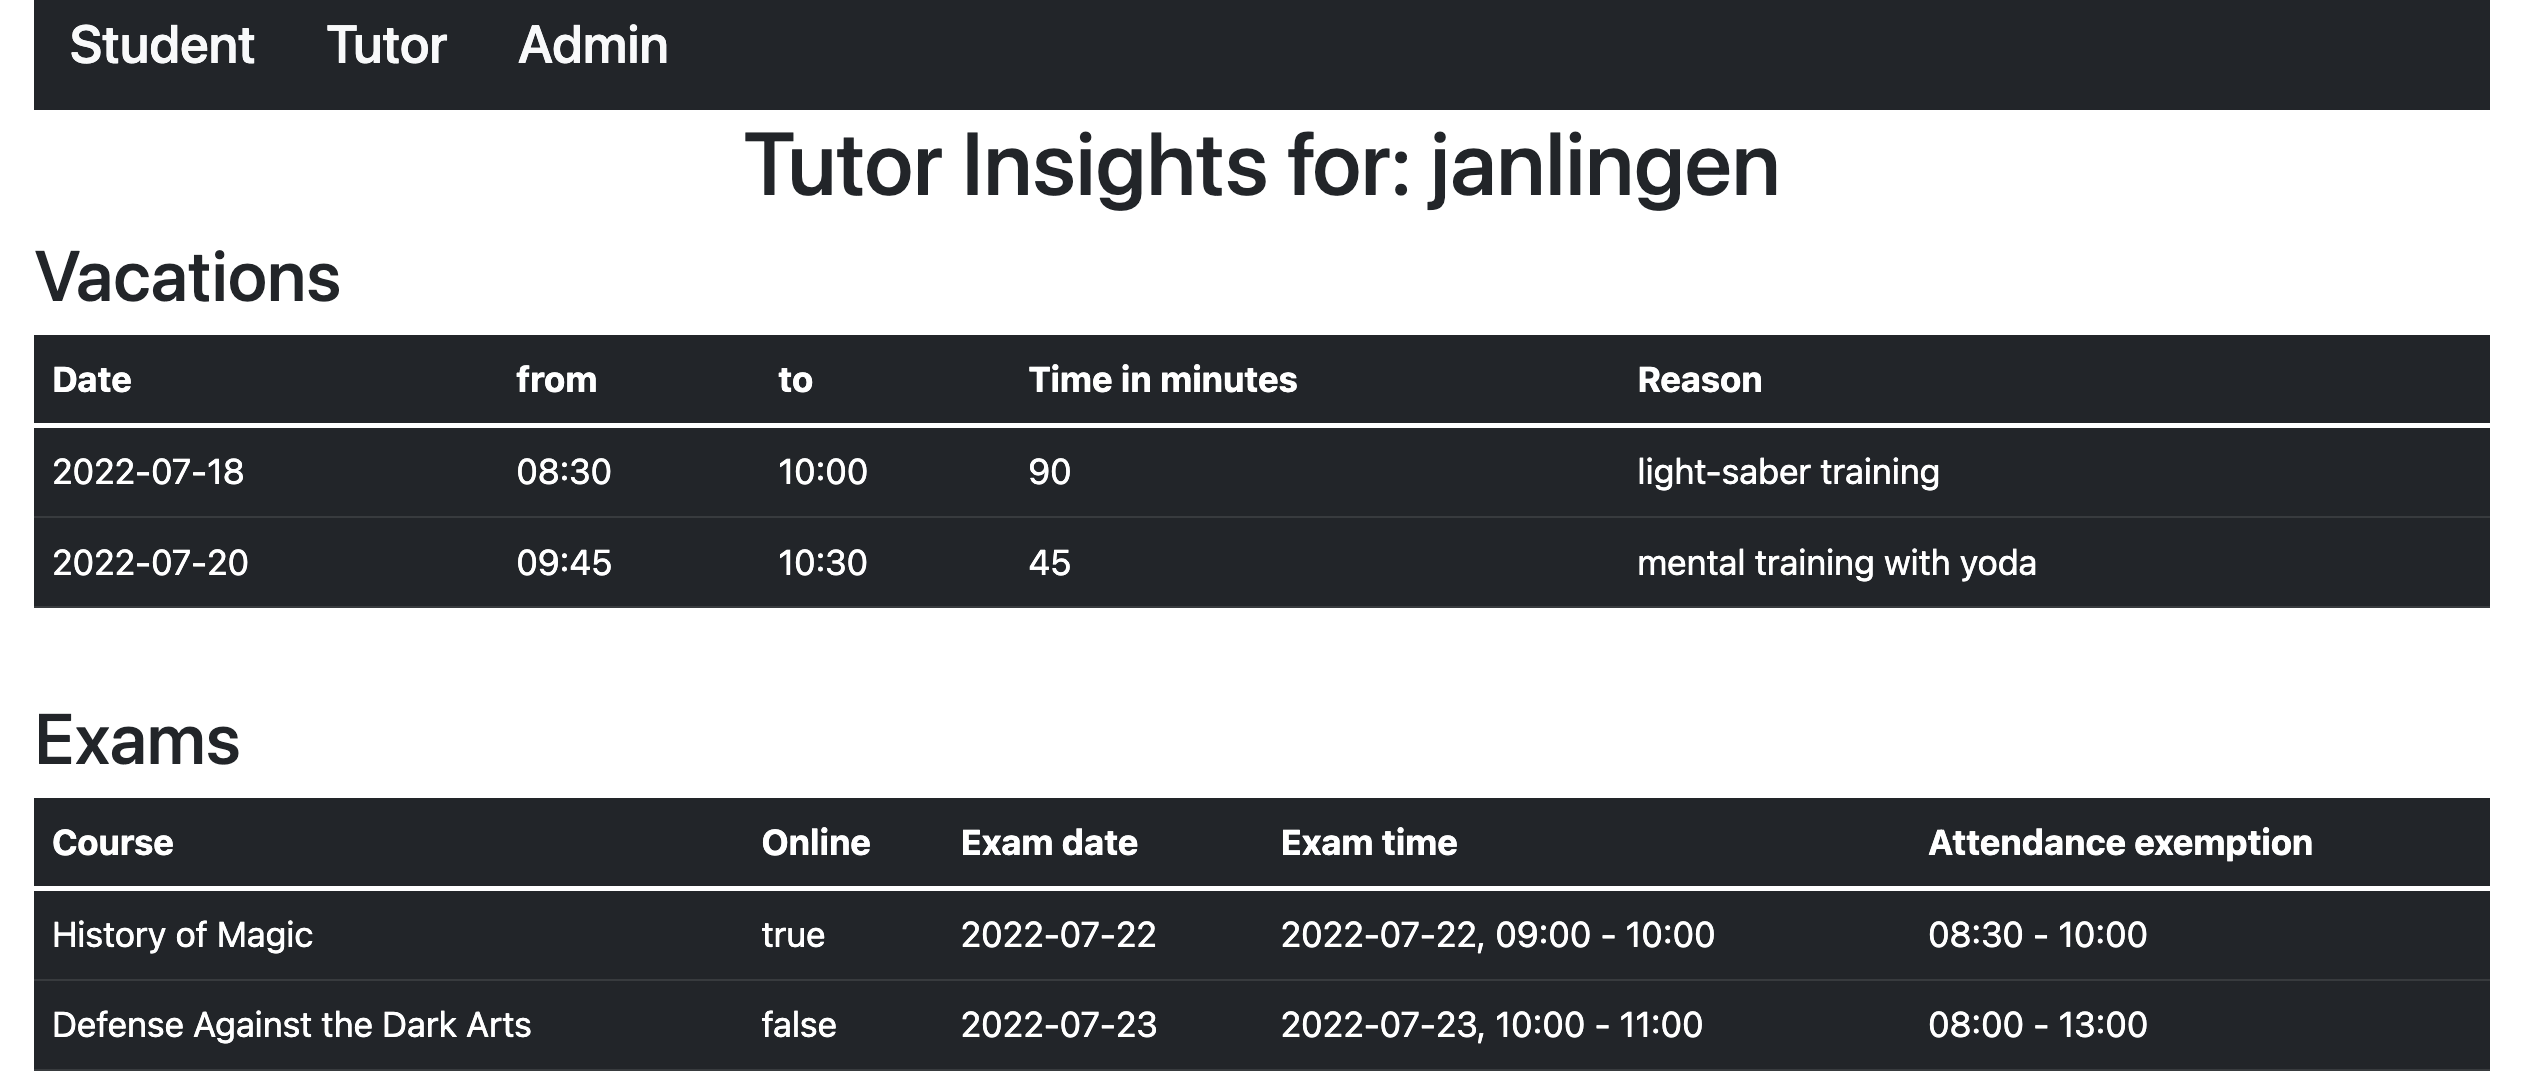 Student Tutor Admin
Tutor Insights for: janlingen
Vacations
Date from to Time in minutes Reason
2022-07-18 08:30 10:00 90 light-saber training
2022-07-20 09:45 10:30 45 mental training with yoda
Exams
Course Online Exam date Exam time Attendance exemption
History of Magic true 2022-07-22 2022-07-22, 09:00 - 10:00 08:30 - 10:00
Defense Against the Dark Arts false 2022-07-23 2022-07-23, 10:00 - 11:00 08:00 - 13:00